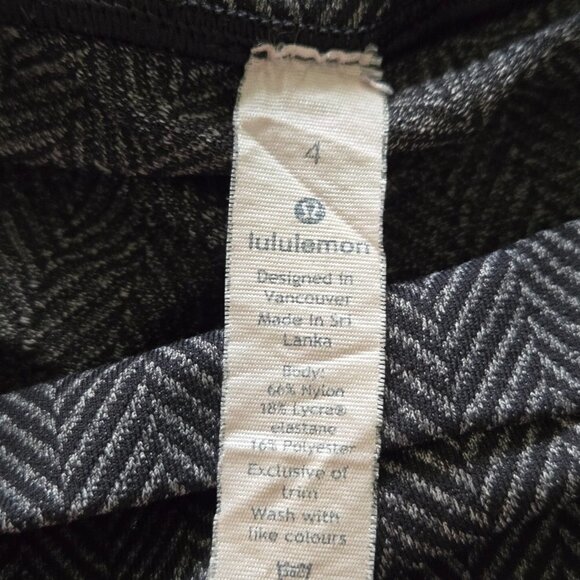 4
lululemon
Designed in
Vancouver
Made in Sri
Lanka
Body:
66% Nylon
18% Lycra®
elastane
16% Polyester
Exclusive of
trim
Wash with
like colours